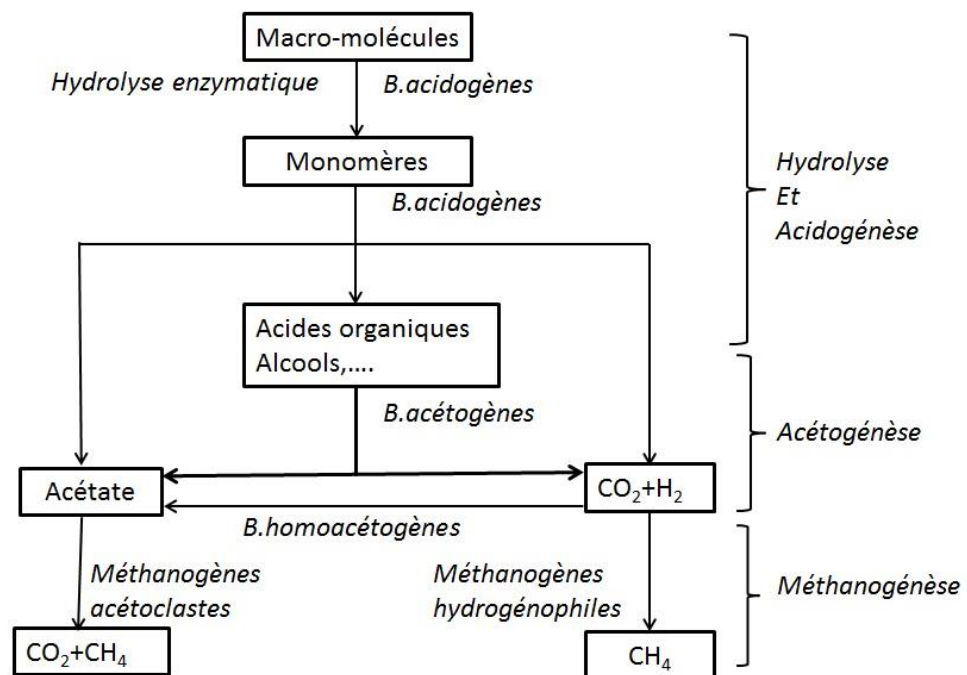 Macro-molécules
Hydrolyse enzymatique
B.acidogènes
Monomères
B.acidogènes
Hydrolyse
Et
Acidogénèse
Acides organiques
Alcools,....
B.acétogènes
Acétogénèse
Acétate
CO₂+H₂
B.homoacétogènes
Méthanogènes
acétoclastes
Méthanogènes
hydrogénophiles
Méthanogénèse
CO₂+CH₄
CH₄